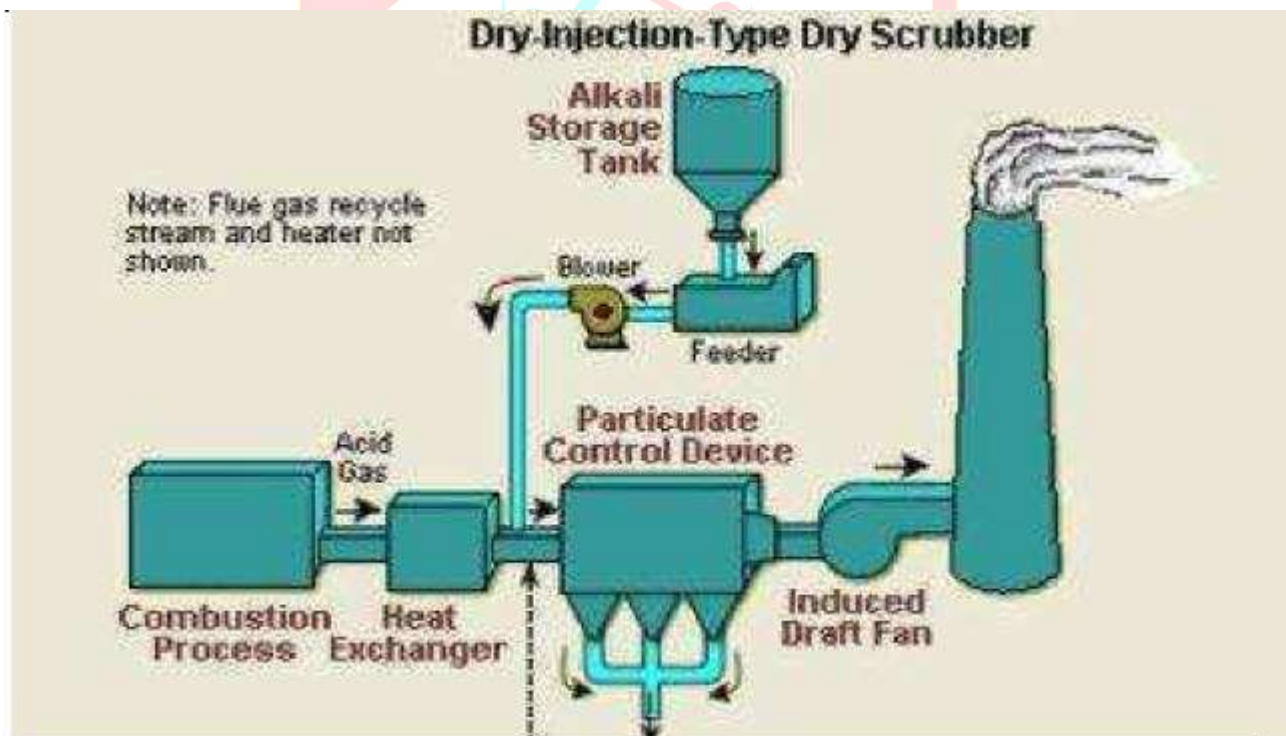 Dry-Injection-Type Dry Scrubber
Alkali
Storage
Tank
Note: Flue gas recycle
stream and heater not
shown.
Blower
Feeder
Particulate
Control Device
Acid
Gas
Combustion
Process
Heat
Exchanger
Induced
Draft Fan